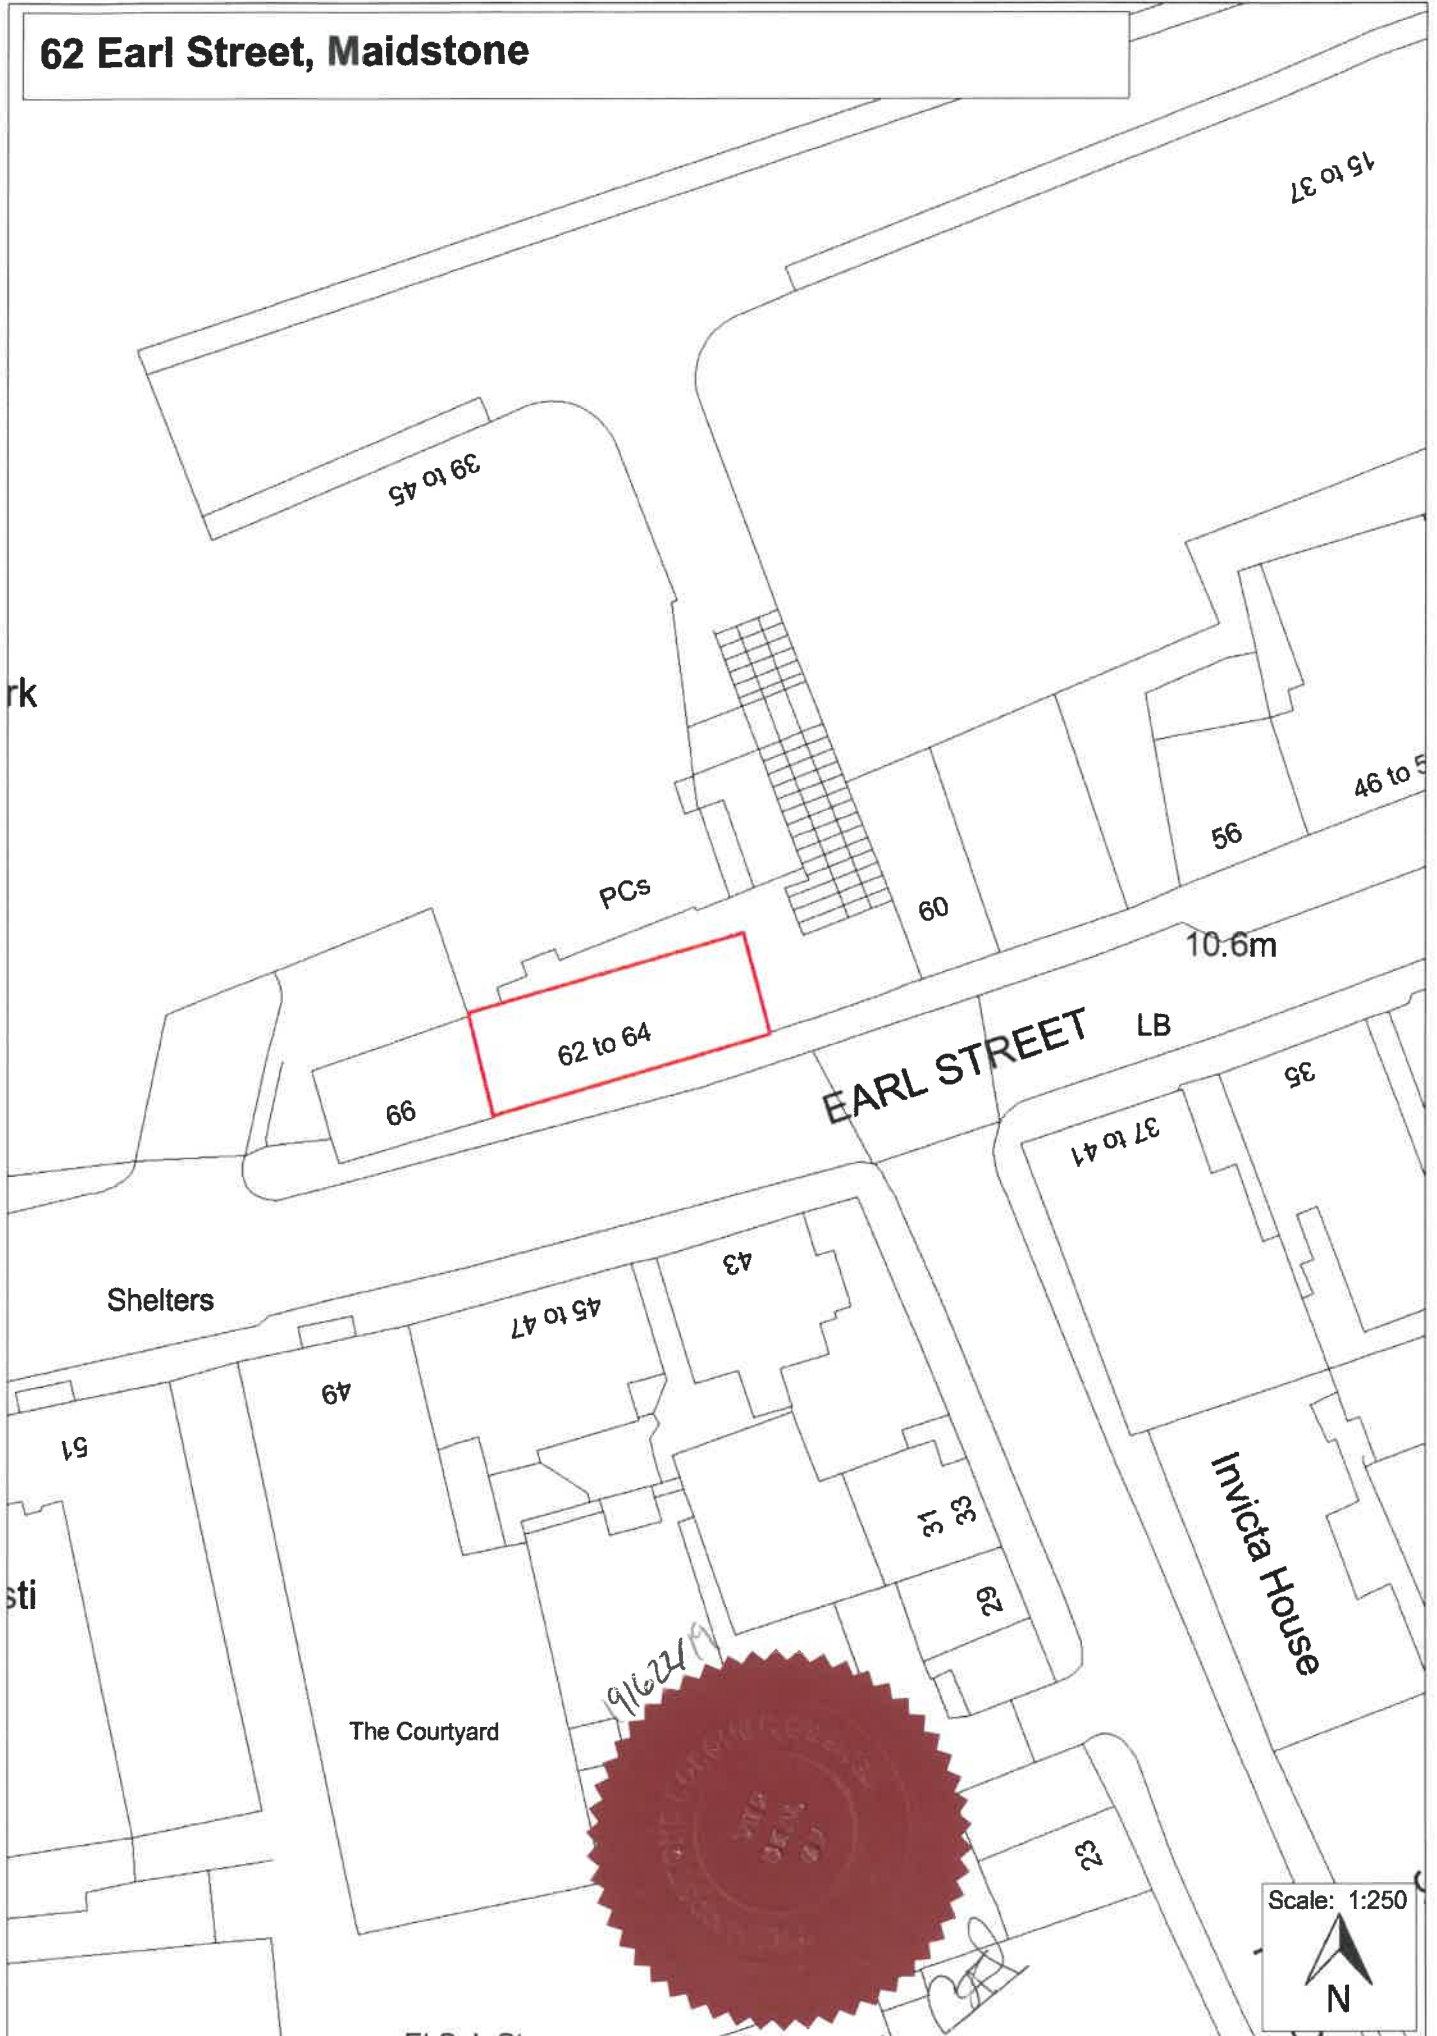 62 Earl Street, Maidstone
15 to 37
39 to 45
rk
46 to 5
56
PCs
60
10.6m
62 to 64
EARL STREET
LB
66
35
37 to 41
43
Shelters
45 to 47
49
51
Invicta House
31
33
29
sti
The Courtyard
23
Scale: 1:250
N